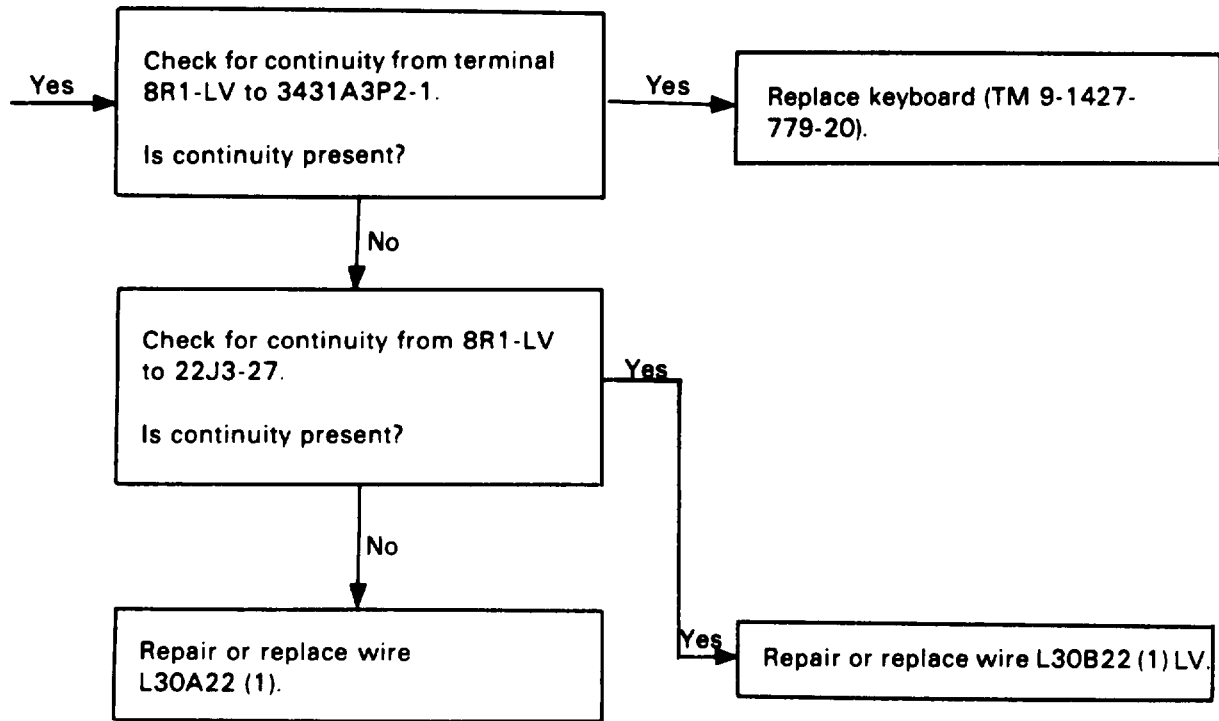 Yes
Check for continuity from terminal
8R1-LV to 3431A3P2-1.
Is continuity present?
Yes
Replace keyboard (TM 9-1427-
779-20).
No
Check for continuity from 8R1-LV
to 22J3-27.
Is continuity present?
Yes
No
Repair or replace wire
L30A22 (1).
Yes
Repair or replace wire L30B22 (1) LV.